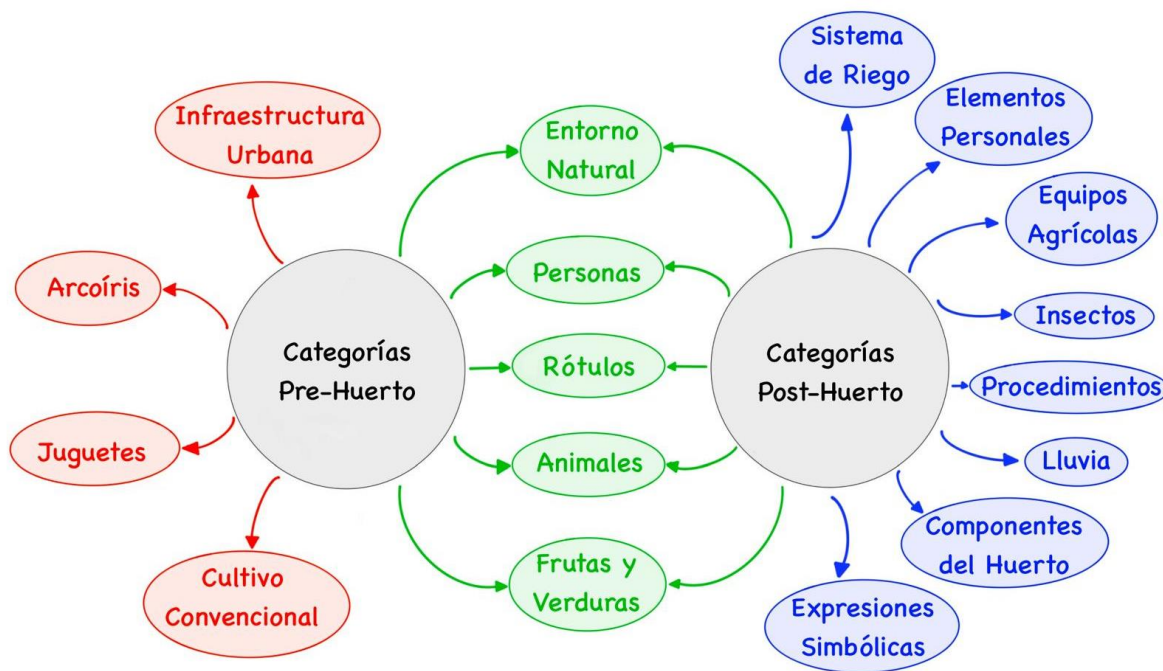 Infraestructura
Urbana
Arcoíris
Juguetes
Cultivo
Convencional
Categorías
Pre-Huerto
Entorno
Natural
Personas
Rótulos
Animales
Frutas y
Verduras
Categorías
Post-Huerto
Sistema
de Riego
Elementos
Personales
Equipos
Agrícolas
Insectos
Procedimientos
Lluvia
Componentes
del Huerto
Expresiones
Simbólicas